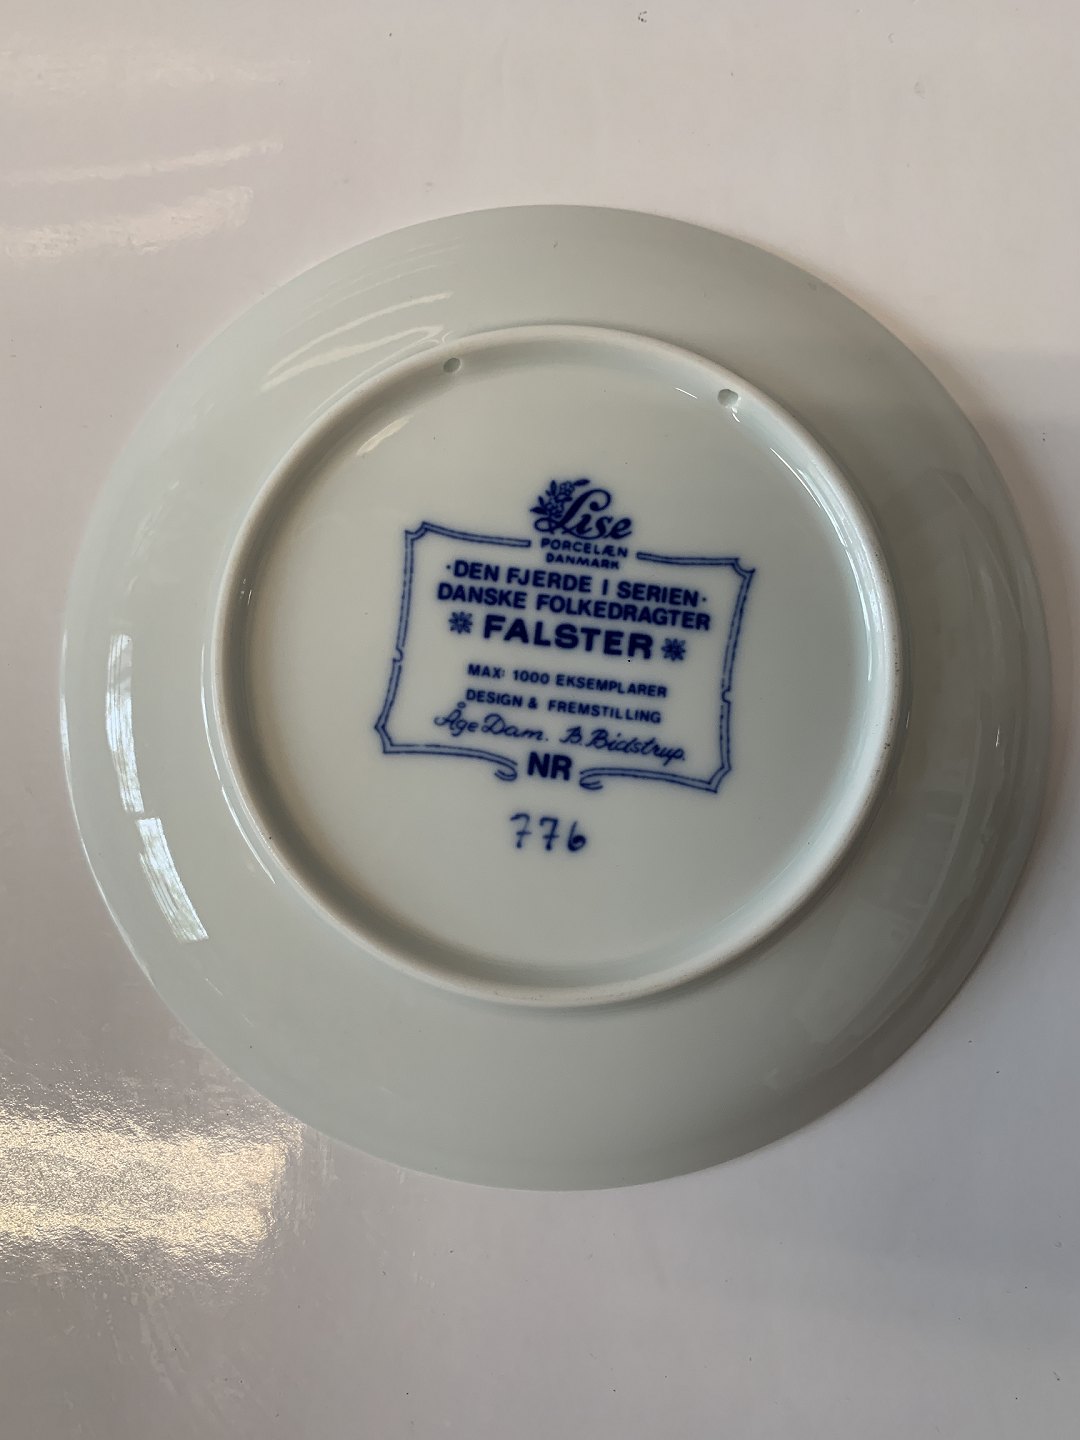 Lise
PORCELÆN
DANMARK
·DEN FJERDE I SERIEN·
DANSKE FOLKEDRAGTER
FALSTER
MAX: 1000 EKSEMPLARER
DESIGN & FREMSTILLING
Åge Dam. B. Bidstrup.
NR
776